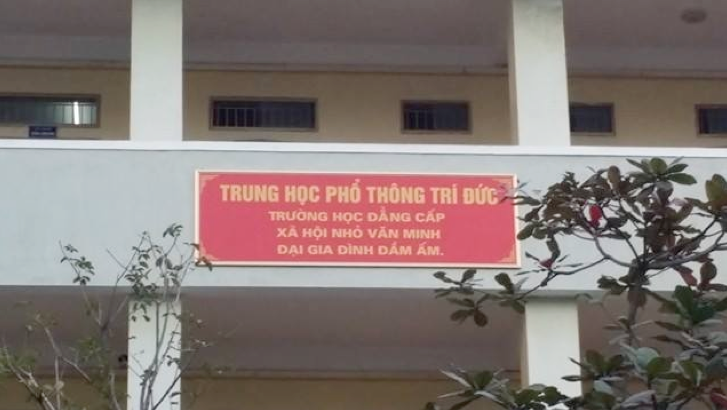 TRUNG HỌC PHỔ THÔNG TRÍ ĐỨC
TRƯỜNG HỌC ĐẲNG CẤP
XÃ HỘI NHỎ VĂN MINH
ĐẠI GIA ĐÌNH ĐẦM ẤM.